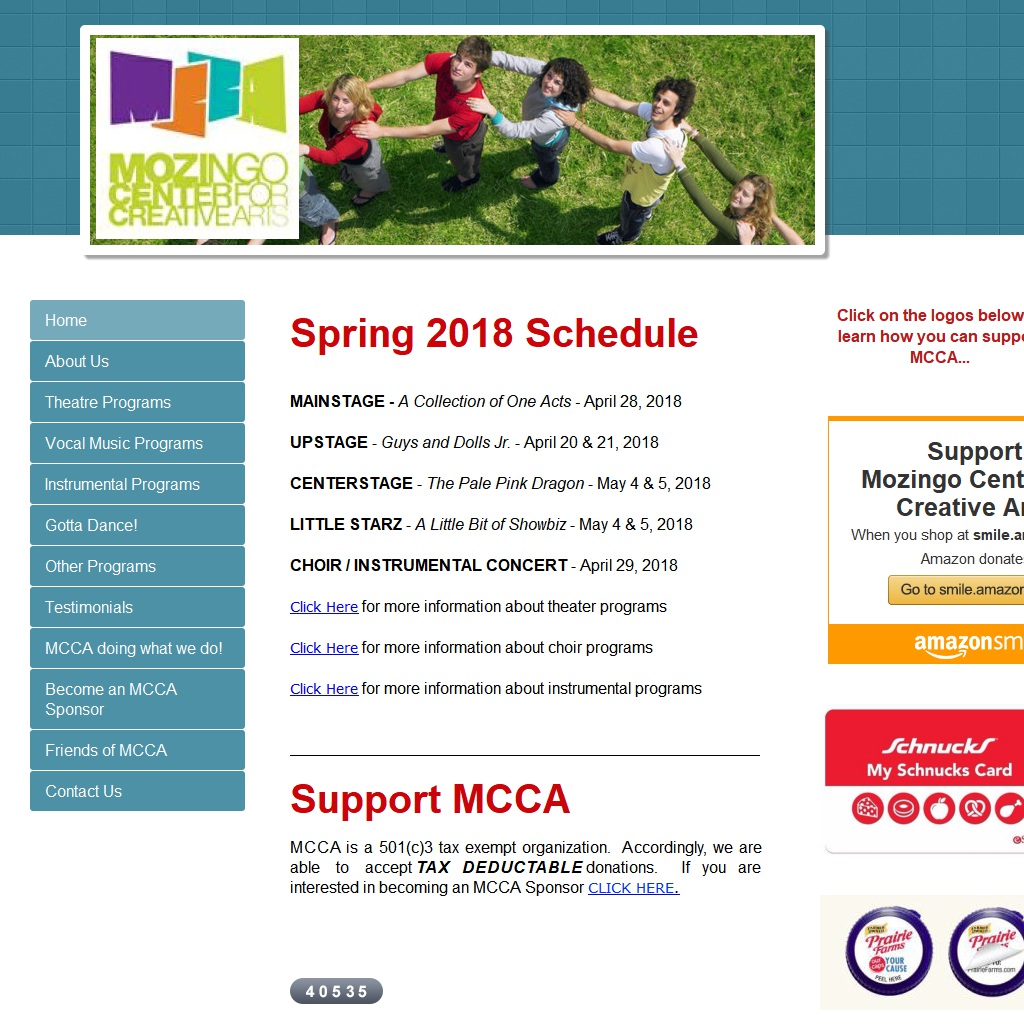 MCCA
MOZINGO
CENTER FOR
CREATIVE ARTS
Home
About Us
Theatre Programs
Vocal Music Programs
Instrumental Programs
Gotta Dance!
Other Programs
Testimonials
MCCA doing what we do!
Become an MCCA
Sponsor
Friends of MCCA
Contact Us
Spring 2018 Schedule
MAINSTAGE - A Collection of One Acts - April 28, 2018
UPSTAGE - Guys and Dolls Jr. - April 20 & 21, 2018
CENTERSTAGE - The Pale Pink Dragon - May 4 & 5, 2018
LITTLE STARZ - A Little Bit of Showbiz - May 4 & 5, 2018
CHOIR / INSTRUMENTAL CONCERT - April 29, 2018
Click Here for more information about theater programs
Click Here for more information about choir programs
Click Here for more information about instrumental programs
Support MCCA
MCCA is a 501(c)3 tax exempt organization. Accordingly, we are
able to accept TAX DEDUCTABLE donations. If you are
interested in becoming an MCCA Sponsor CLICK HERE.
40535
Click on the logos below
learn how you can suppo
MCCA...
Support
Mozingo Cent
Creative Ar
When you shop at smile.a
Amazon donate
Go to smile.amazon
amazonsm
Schnucks
My Schnucks Card
eS
Prairie
Farms
OUR CAPS
YOUR
CAUSE
PEEL HERE
Prairie
Farms
PrairieFarms.com